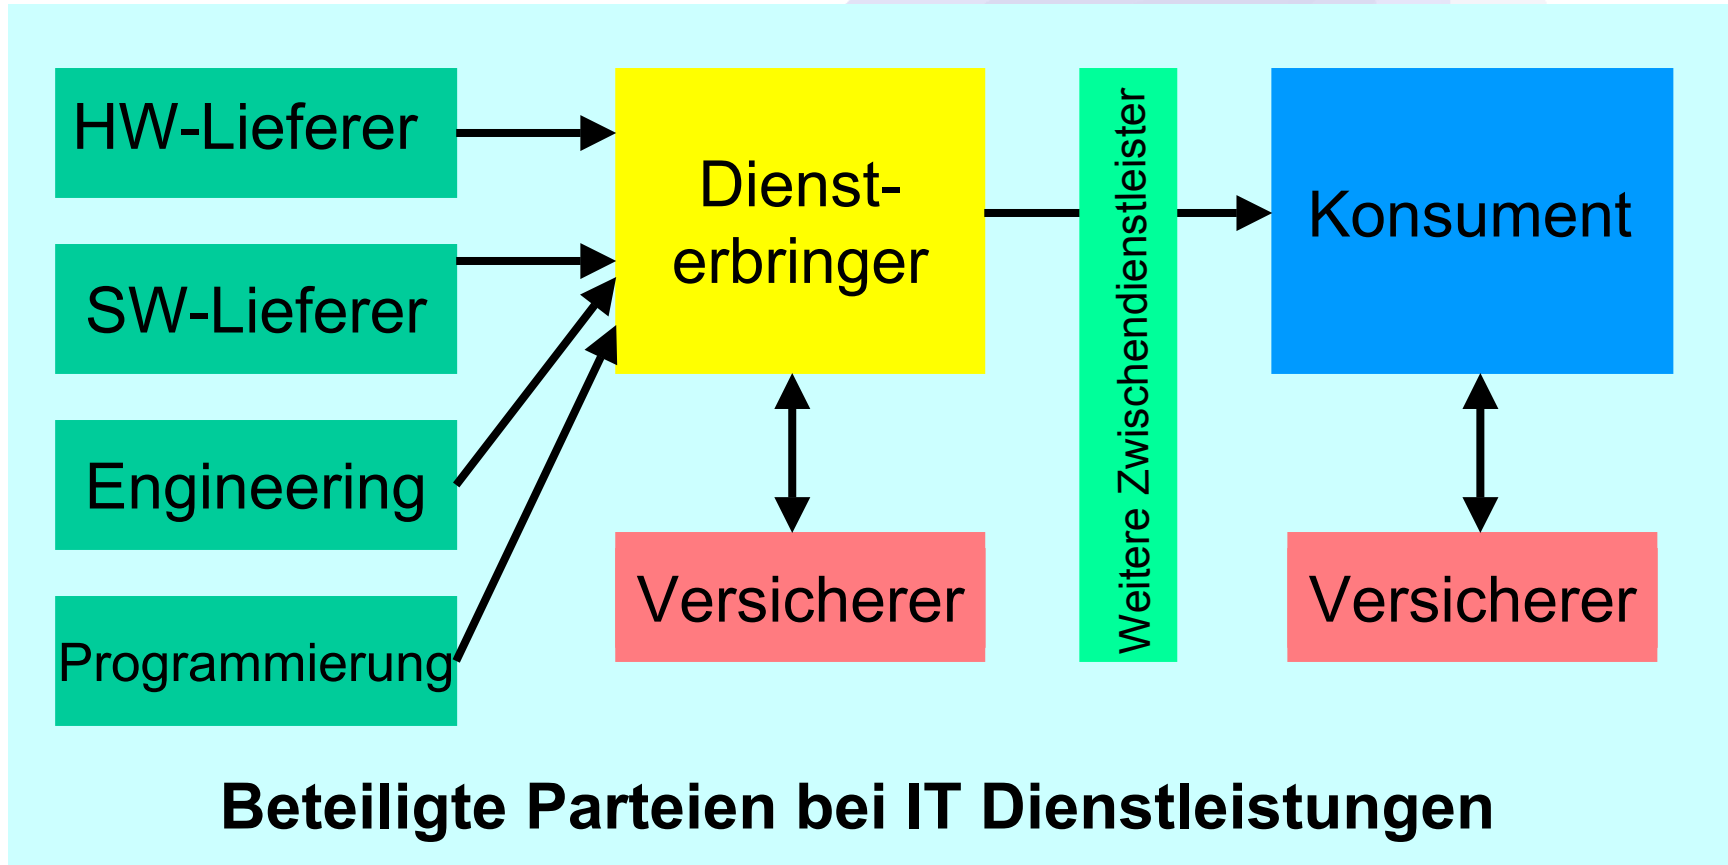 HW-Lieferer
SW-Lieferer
Engineering
Programmierung
Dienst-
erbringer
Versicherer
Weitere Zwischendienstleister
Konsument
Versicherer
Beteiligte Parteien bei IT Dienstleistungen